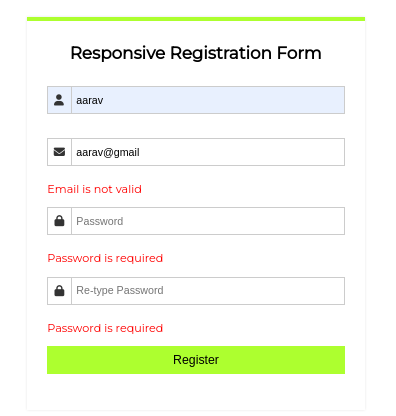 Responsive Registration Form
aarav
aarav@gmail
Email is not valid
Password
Password is required
Re-type Password
Password is required
Register